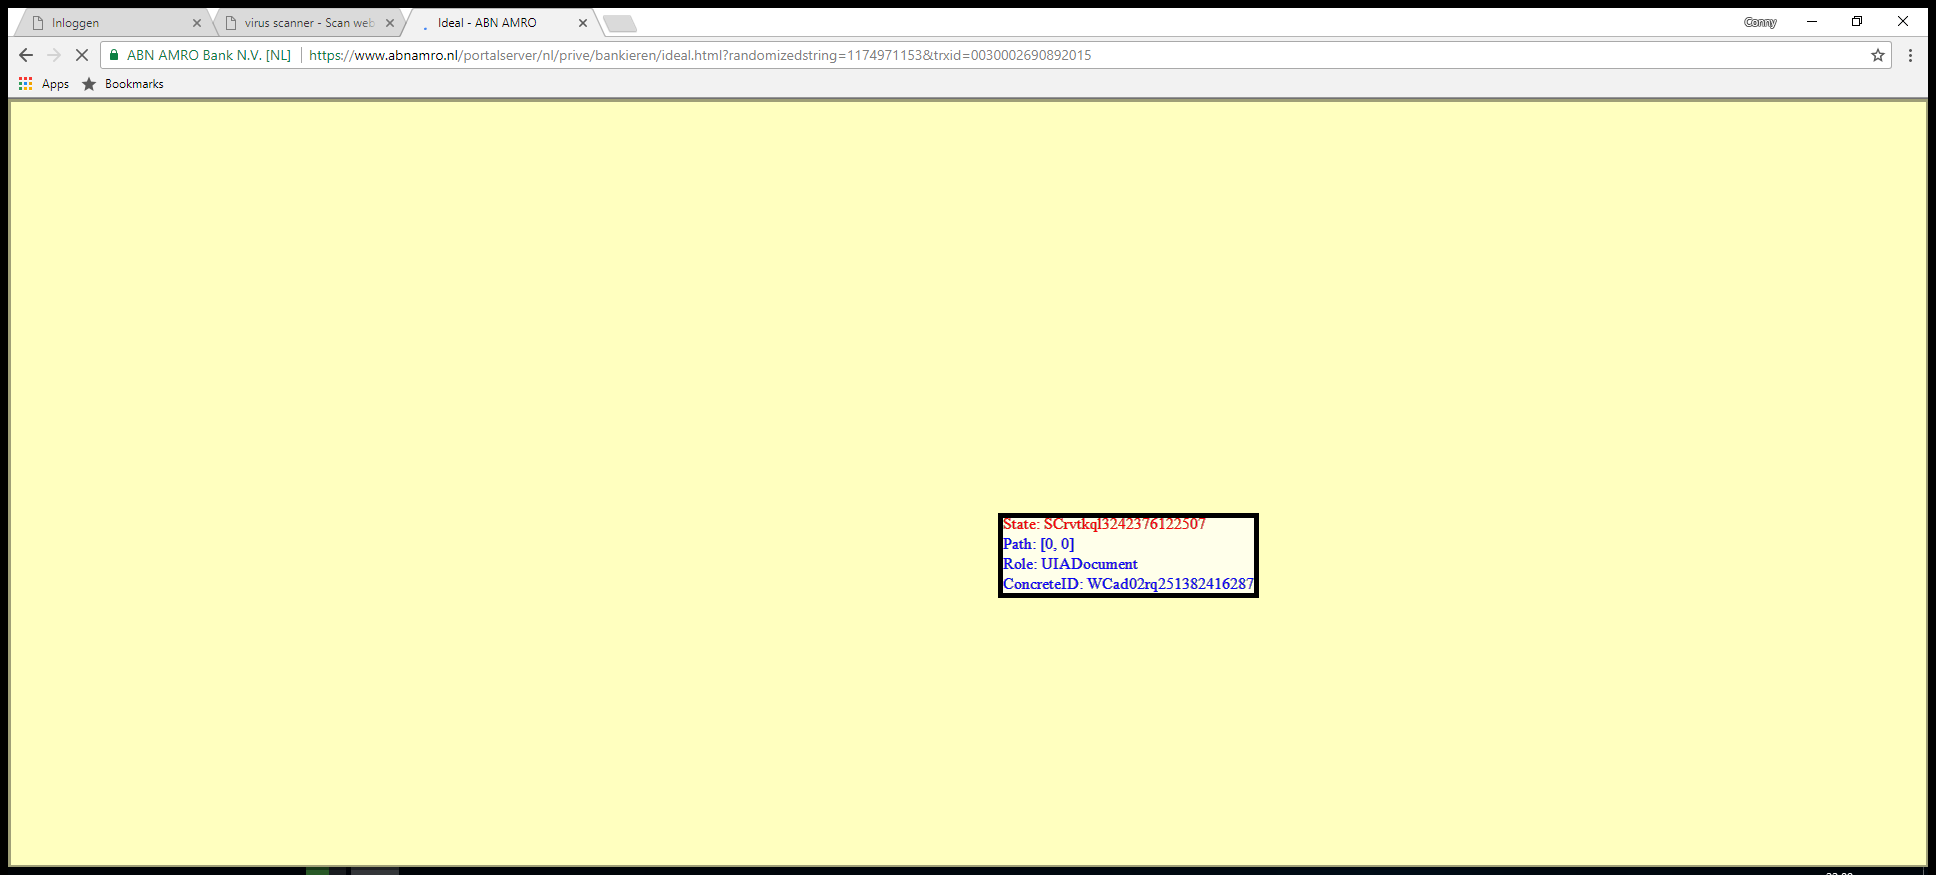 Inloggen
virus scanner - Scan web
Ideal - ABN AMRO
Conny
ABN AMRO Bank N.V. [NL]
https://www.abnamro.nl/portalserver/nl/prive/bankieren/ideal.html?randomizedstring=1174971153&trxid=0030002690892015
Apps
Bookmarks
State: SCrvtkql3242376122507
Path: [0, 0]
Role: UIADocument
ConcreteID: WCad02rq251382416287